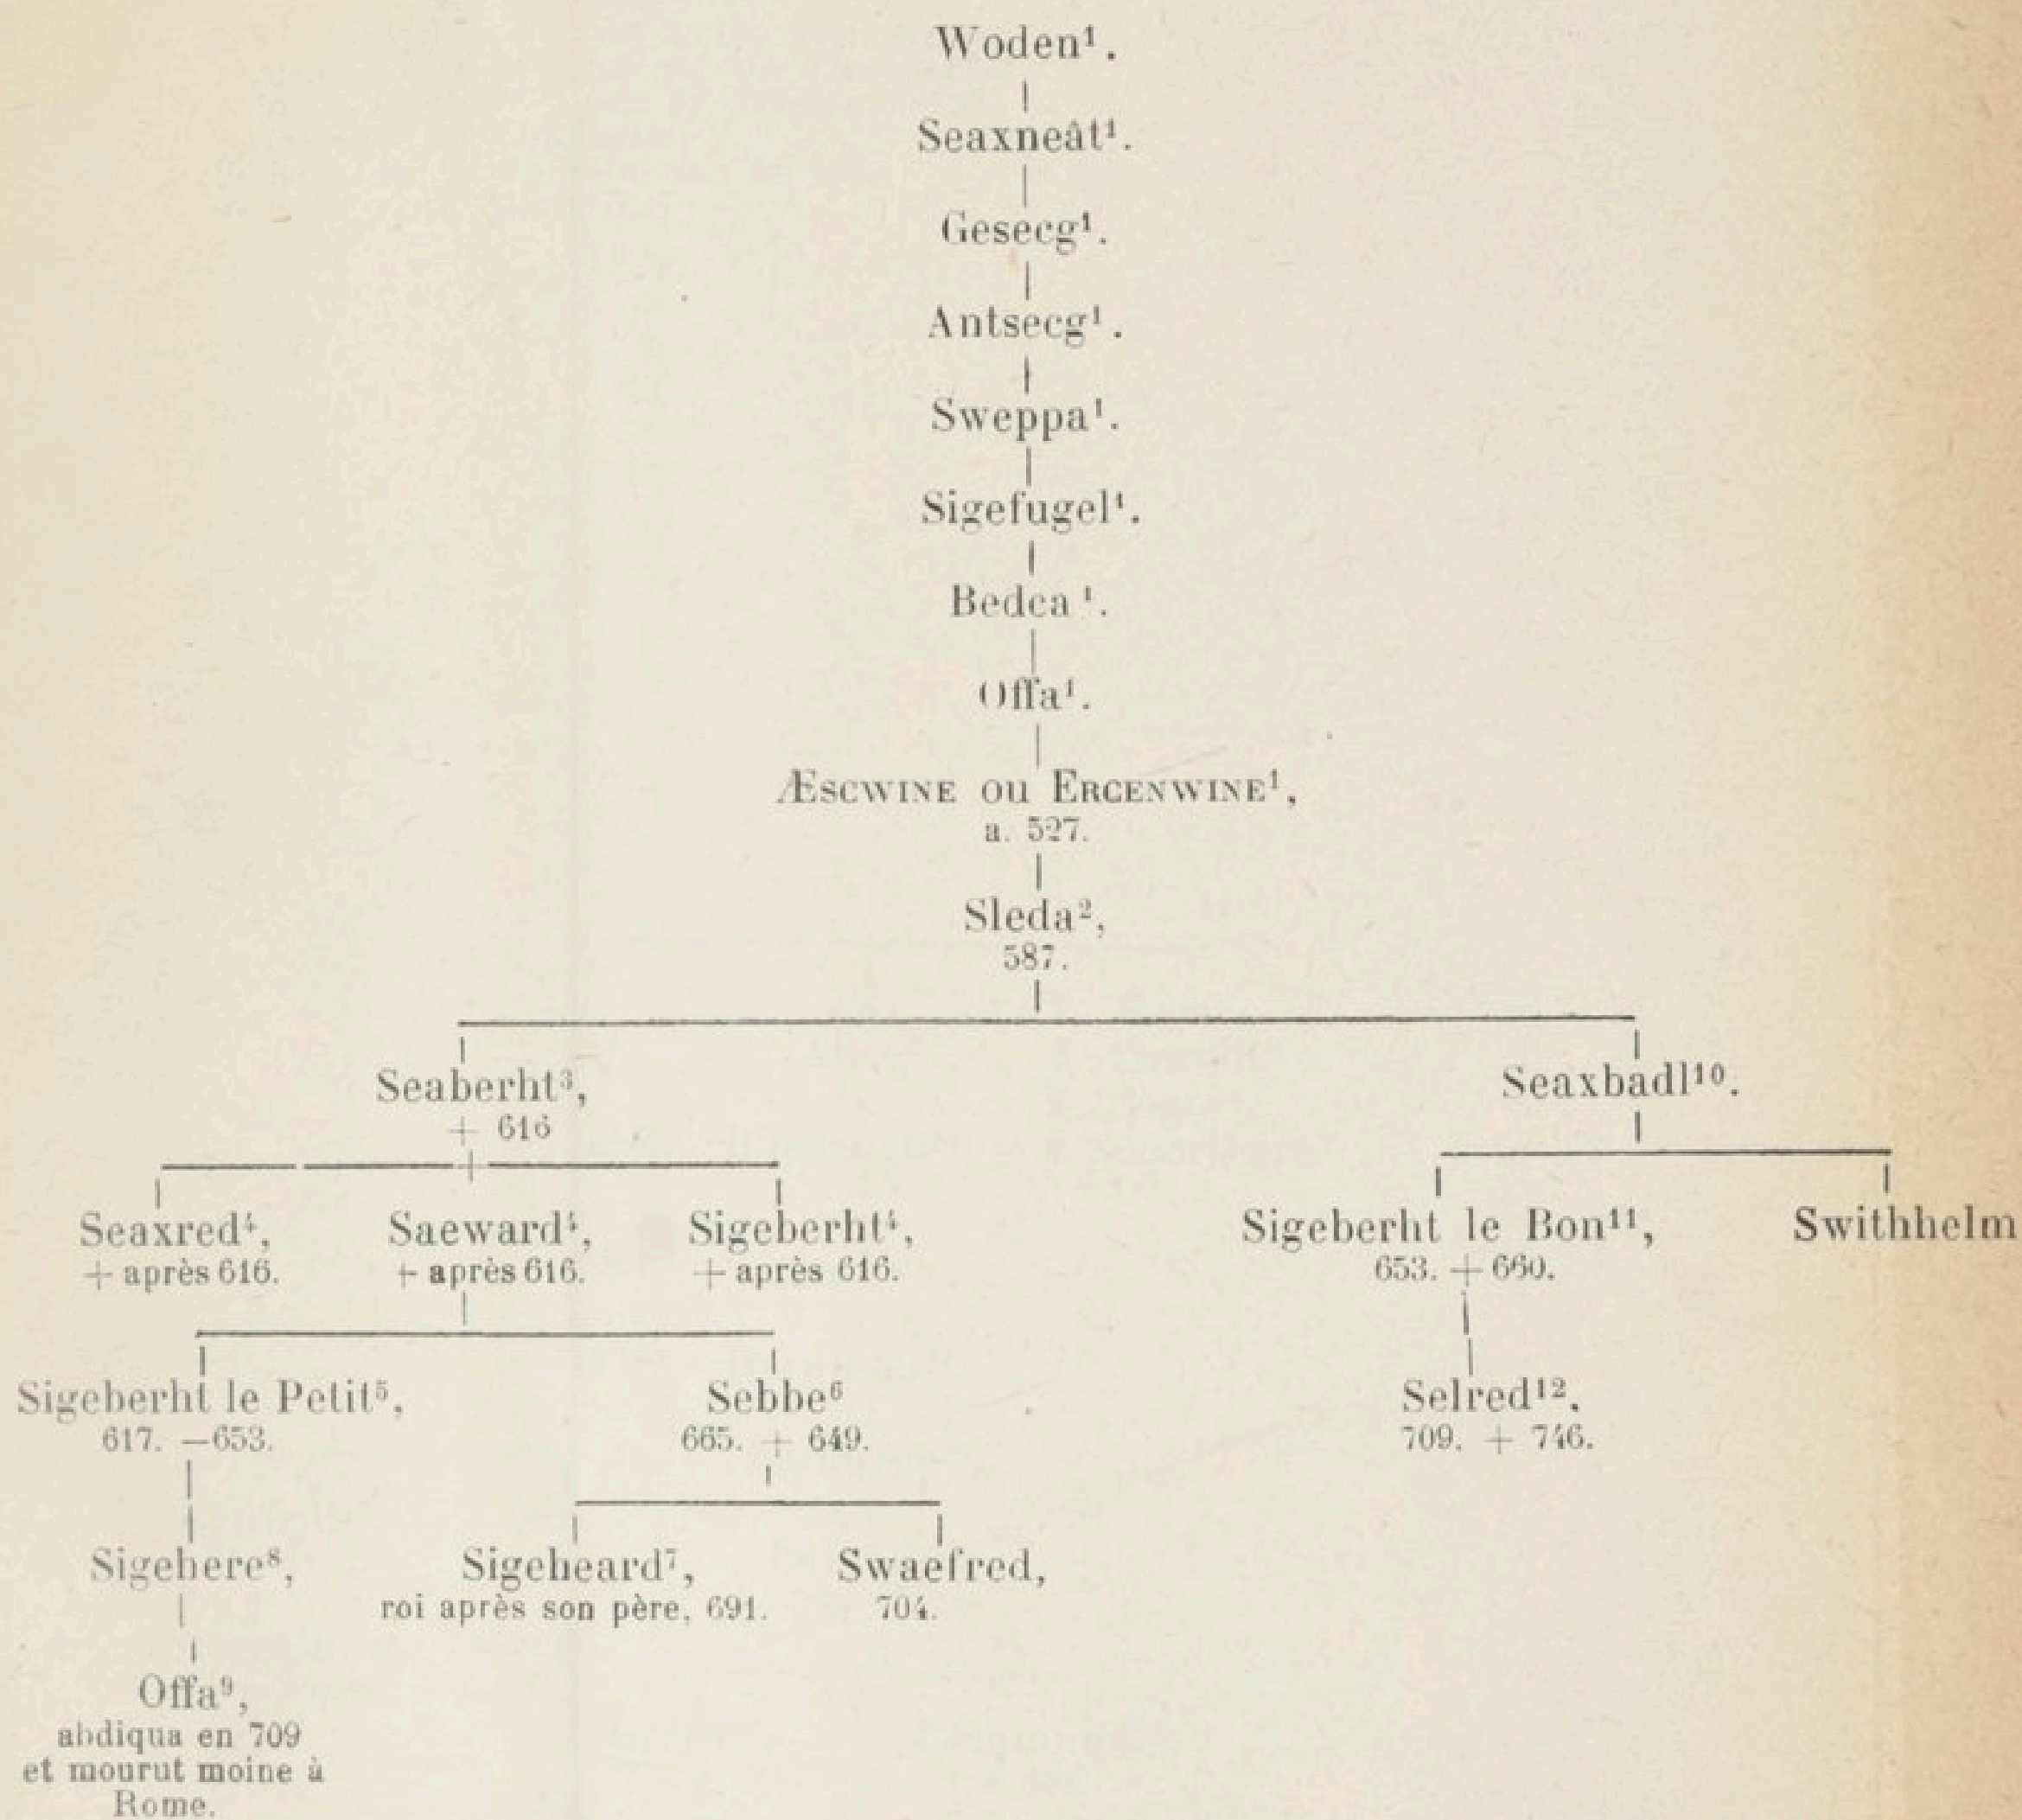 Woden¹.
Seaxneât¹.
Gesecg¹.
Antsecg¹.
Sweppa¹.
Sigefugel¹.
Bedca¹.
Offa¹.
Æscwine ou Ercenwine¹,
a. 527.
Sleda²,
587.
Seaberht³,
+ 616
Seaxbadl¹⁰.
Seaxred⁴,
+ après 616.
Saeward⁴,
+ après 616.
Sigeberht⁴,
+ après 616.
Sigeberht le Bon¹¹,
653. + 660.
Swithhelm
Sigeberht le Petit⁵,
617. —653.
Sebbe⁶
665. + 649.
Selred¹².
709. + 746.
Sigehere⁸,
Sigeheard⁷,
roi après son père, 691.
Swaefred,
704.
Offa⁹,
abdiqua en 709
et mourut moine à
Rome.